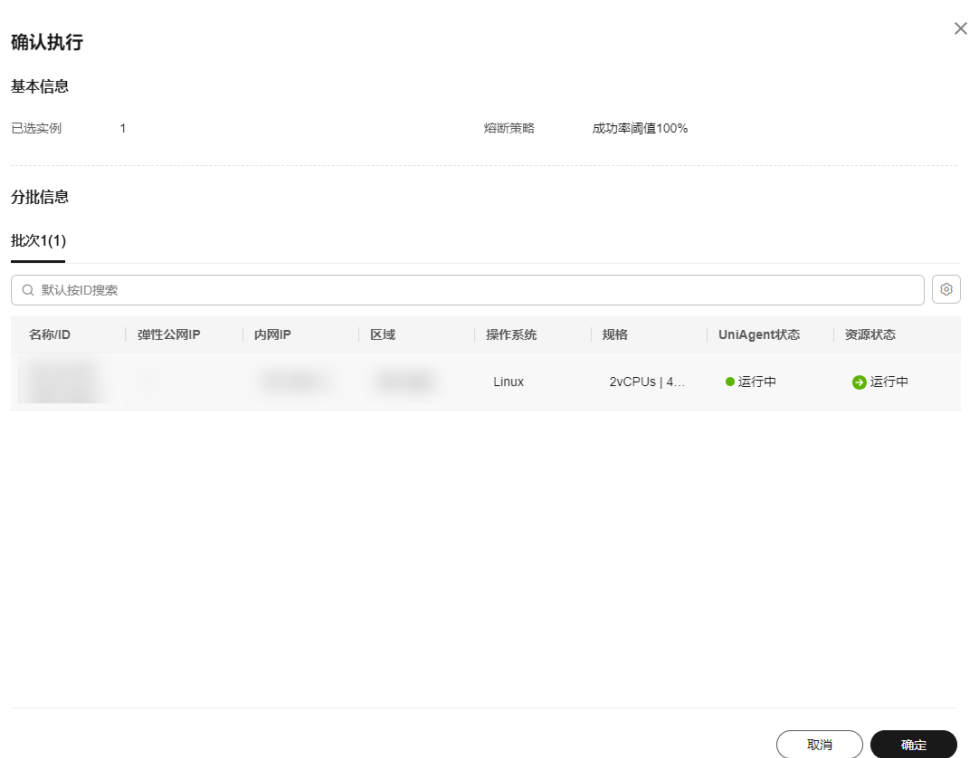 确认执行
基本信息
已选实例 1 熔断策略 成功率阈值100%
分批信息
批次1(1)
默认按ID搜索
名称/ID 弹性公网IP 内网IP 区域 操作系统 规格 UniAgent状态 资源状态
Linux 2vCPUs | 4... 运行中 运行中
取消 确定